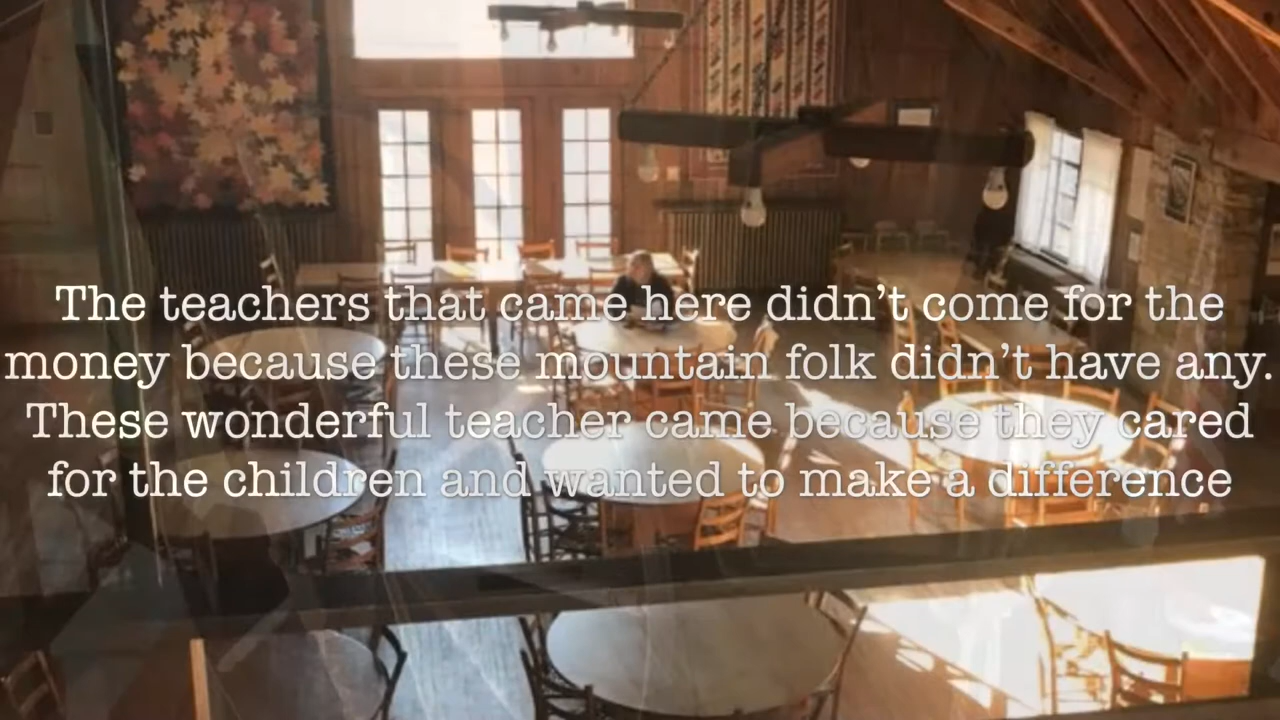 The teachers that came here didn’t come for the
money because these mountain folk didn’t have any.
These wonderful teacher came because they cared
for the children and wanted to make a difference